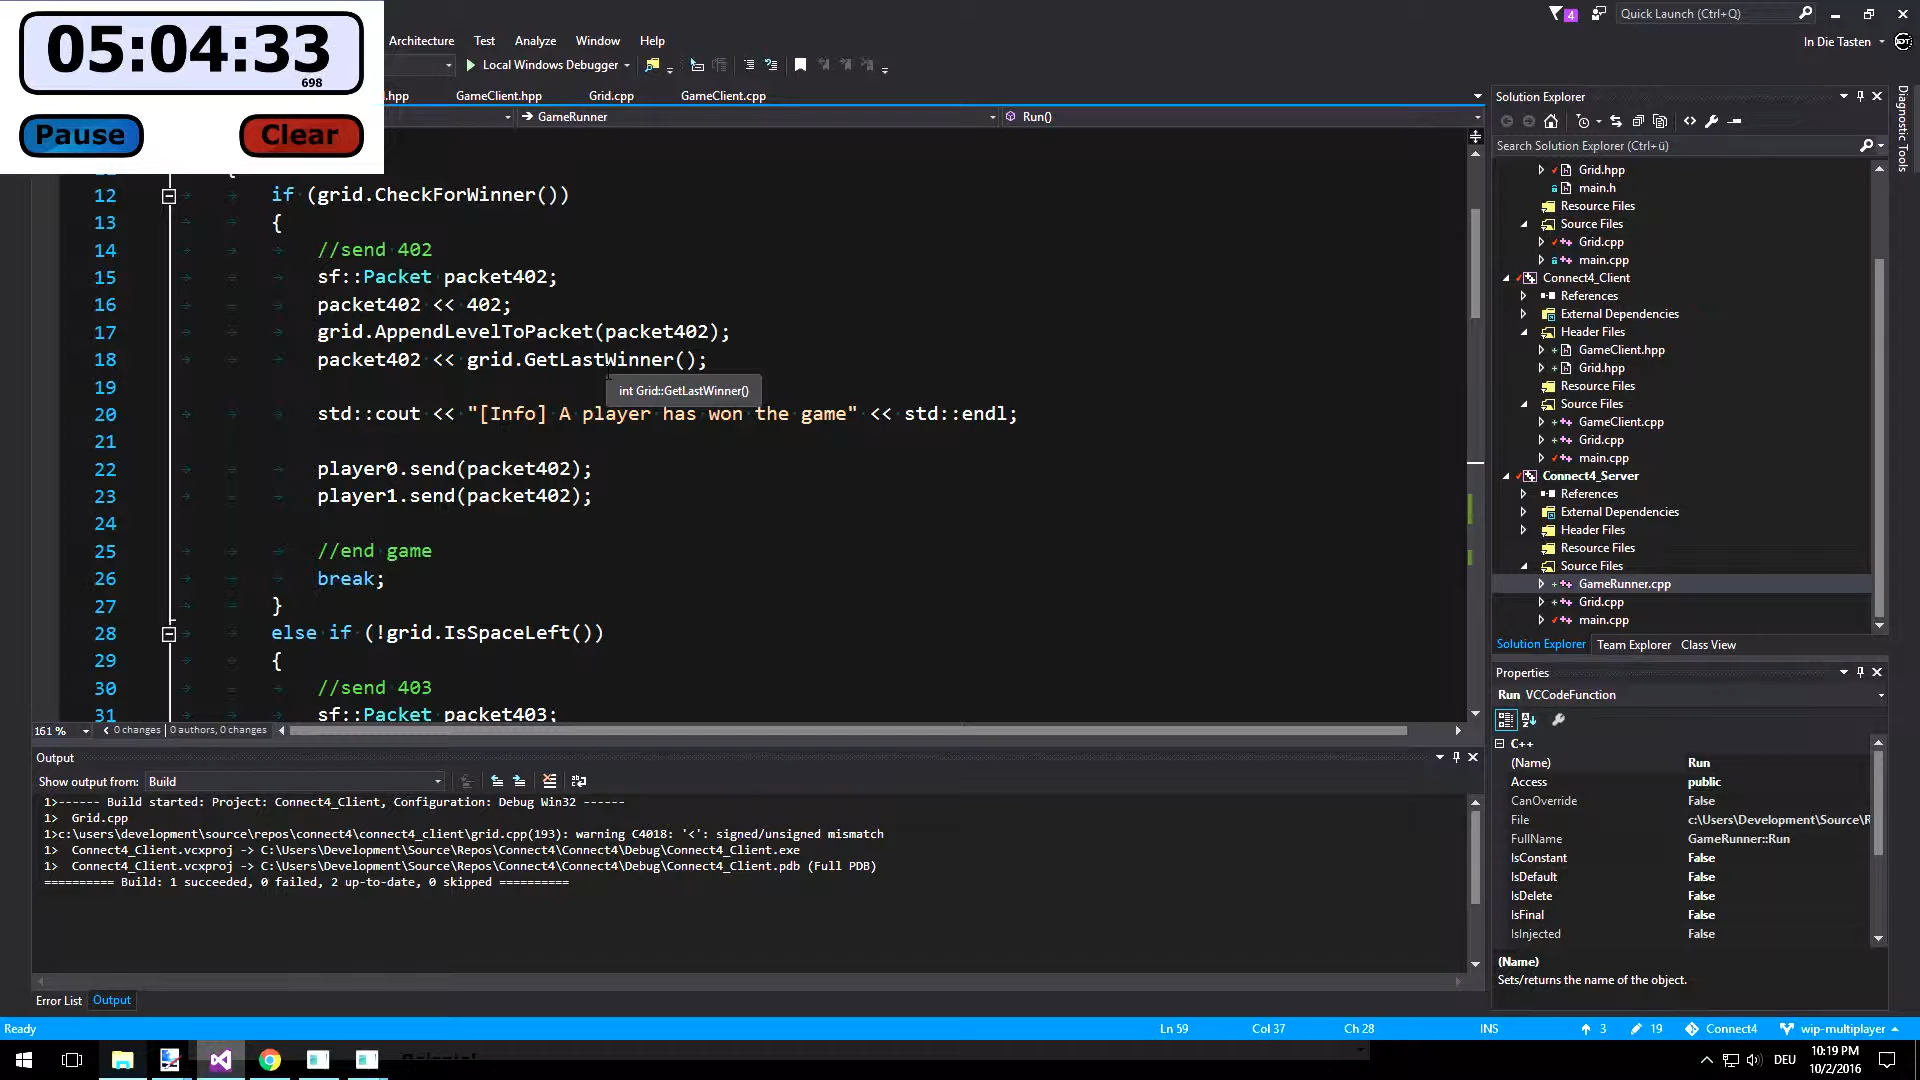 05:04:33
698
Pause
Clear
4
Quick Launch (Ctrl+Q)
Architecture
Test
Analyze
Window
Help
In Die Tasten
Local Windows Debugger
.hpp
GameClient.hpp
Grid.cpp
GameClient.cpp
GameRunner
Run()
12 if (grid.CheckForWinner())
13 {
14 //send 402
15 sf::Packet packet402;
16 packet402 << 402;
17 grid.AppendLevelToPacket(packet402);
18 packet402 << grid.GetLastWinner();
19
int Grid::GetLastWinner()
20 std::cout << "[Info] A player has won the game" << std::endl;
21
22 player0.send(packet402);
23 player1.send(packet402);
24
25 //end game
26 break;
27 }
28 else if (!grid.IsSpaceLeft())
29 {
30 //send 403
31 sf::Packet packet403;
161 %
0 changes | 0 authors, 0 changes
Output
Show output from: Build
1>------ Build started: Project: Connect4_Client, Configuration: Debug Win32 ------
1> Grid.cpp
1>c:\users\development\source\repos\connect4\connect4_client\grid.cpp(193): warning C4018: '<': signed/unsigned mismatch
1> Connect4_Client.vcxproj -> C:\Users\Development\Source\Repos\Connect4\Connect4\Debug\Connect4_Client.exe
1> Connect4_Client.vcxproj -> C:\Users\Development\Source\Repos\Connect4\Connect4\Debug\Connect4_Client.pdb (Full PDB)
========== Build: 1 succeeded, 0 failed, 2 up-to-date, 0 skipped ==========
Error List
Output
Solution Explorer
Search Solution Explorer (Ctrl+ü)
Grid.hpp
main.h
Resource Files
Source Files
Grid.cpp
main.cpp
Connect4_Client
References
External Dependencies
Header Files
GameClient.hpp
Grid.hpp
Resource Files
Source Files
GameClient.cpp
Grid.cpp
main.cpp
Connect4_Server
References
External Dependencies
Header Files
Resource Files
Source Files
GameRunner.cpp
Grid.cpp
main.cpp
Solution Explorer
Team Explorer
Class View
Diagnostic Tools
Properties
Run VCCodeFunction
C++
(Name) Run
Access public
CanOverride False
File c:\Users\Development\Source\R
FullName GameRunner::Run
IsConstant False
IsDefault False
IsDelete False
IsFinal False
IsInjected False
(Name)
Sets/returns the name of the object.
Ready
Ln 59
Col 37
Ch 28
INS
3
19
Connect4
wip-multiplayer
DEU
10:19 PM
10/2/2016